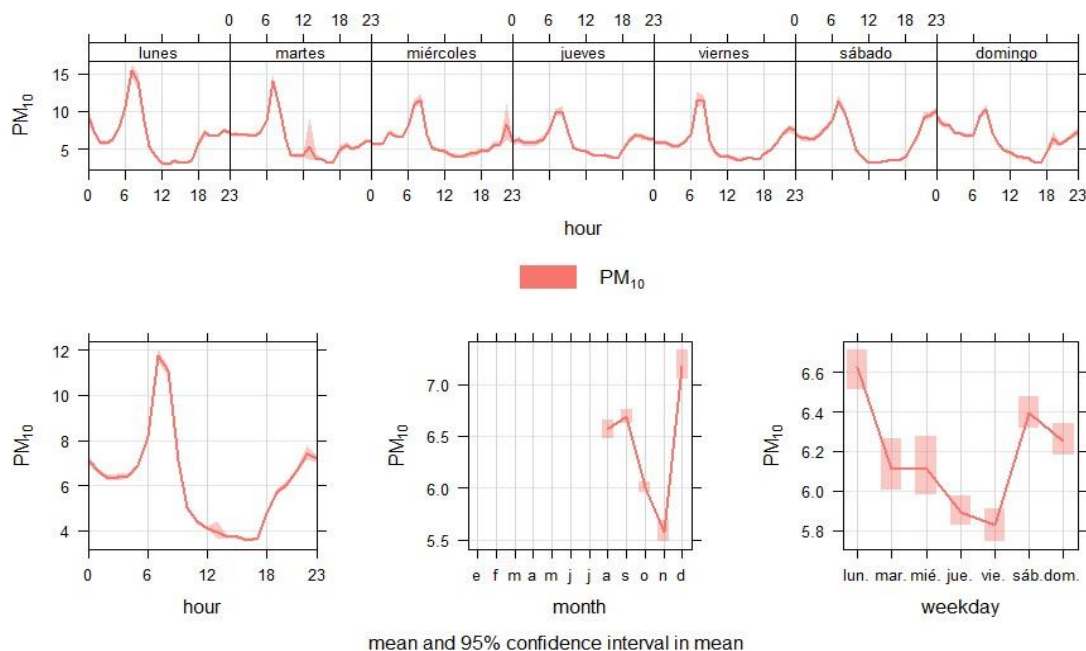 0 6 12 18 23 0 6 12 18 23 0 6 12 18 23
lunes martes miércoles jueves viernes sábado domingo
15
10
5
PM10
0 6 12 18 23 0 6 12 18 23 0 6 12 18 23 0 6 12 18 23
hour
PM10
12
10
8
6
4
PM10
0 6 12 18 23
hour
7.0
6.5
6.0
5.5
PM10
e f m a m j j a s o n d
month
6.6
6.4
6.2
6.0
5.8
PM10
lun. mar. mié. jue. vie. sáb. dom.
weekday
mean and 95% confidence interval in mean